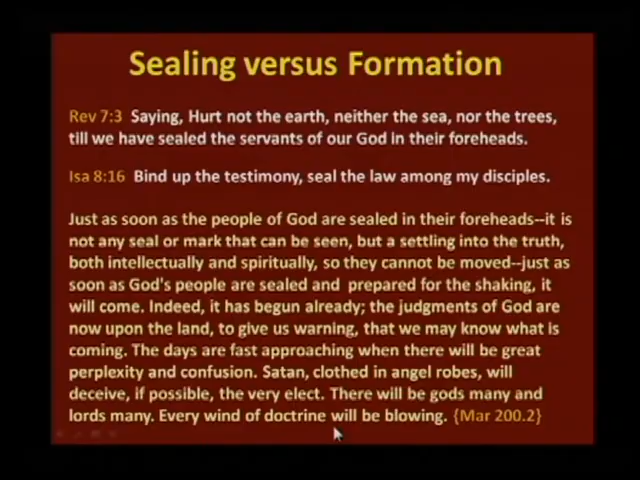 Sealing versus Formation
Rev 7:3 Saying, Hurt not the earth, neither the sea, nor the trees,
till we have sealed the servants of our God in their foreheads.
Isa 8:16 Bind up the testimony, seal the law among my disciples.
Just as soon as the people of God are sealed in their foreheads--it is
not any seal or mark that can be seen, but a settling into the truth,
both intellectually and spiritually, so they cannot be moved--just as
soon as God's people are sealed and prepared for the shaking, it
will come. Indeed, it has begun already; the judgments of God are
now upon the land, to give us warning, that we may know what is
coming. The days are fast approaching when there will be great
perplexity and confusion. Satan, clothed in angel robes, will
deceive, if possible, the very elect. There will be gods many and
lords many. Every wind of doctrine will be blowing. {Mar 200.2}